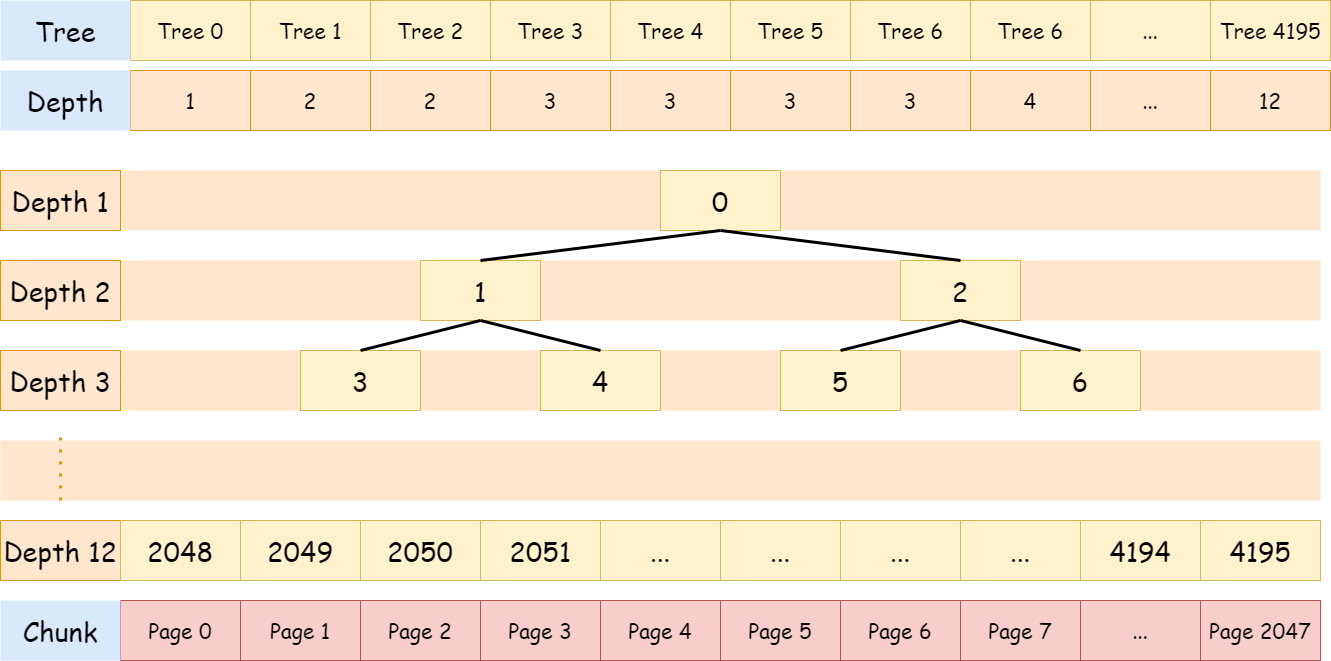 Tree Tree 0 Tree 1 Tree 2 Tree 3 Tree 4 Tree 5 Tree 6 Tree 6 ... Tree 4195
Depth 1 2 2 3 3 3 3 4 ... 12
Depth 1 0
Depth 2 1 2
Depth 3 3 4 5 6
Depth 12 2048 2049 2050 2051 ... ... ... ... 4194 4195
Chunk Page 0 Page 1 Page 2 Page 3 Page 4 Page 5 Page 6 Page 7 ... Page 2047